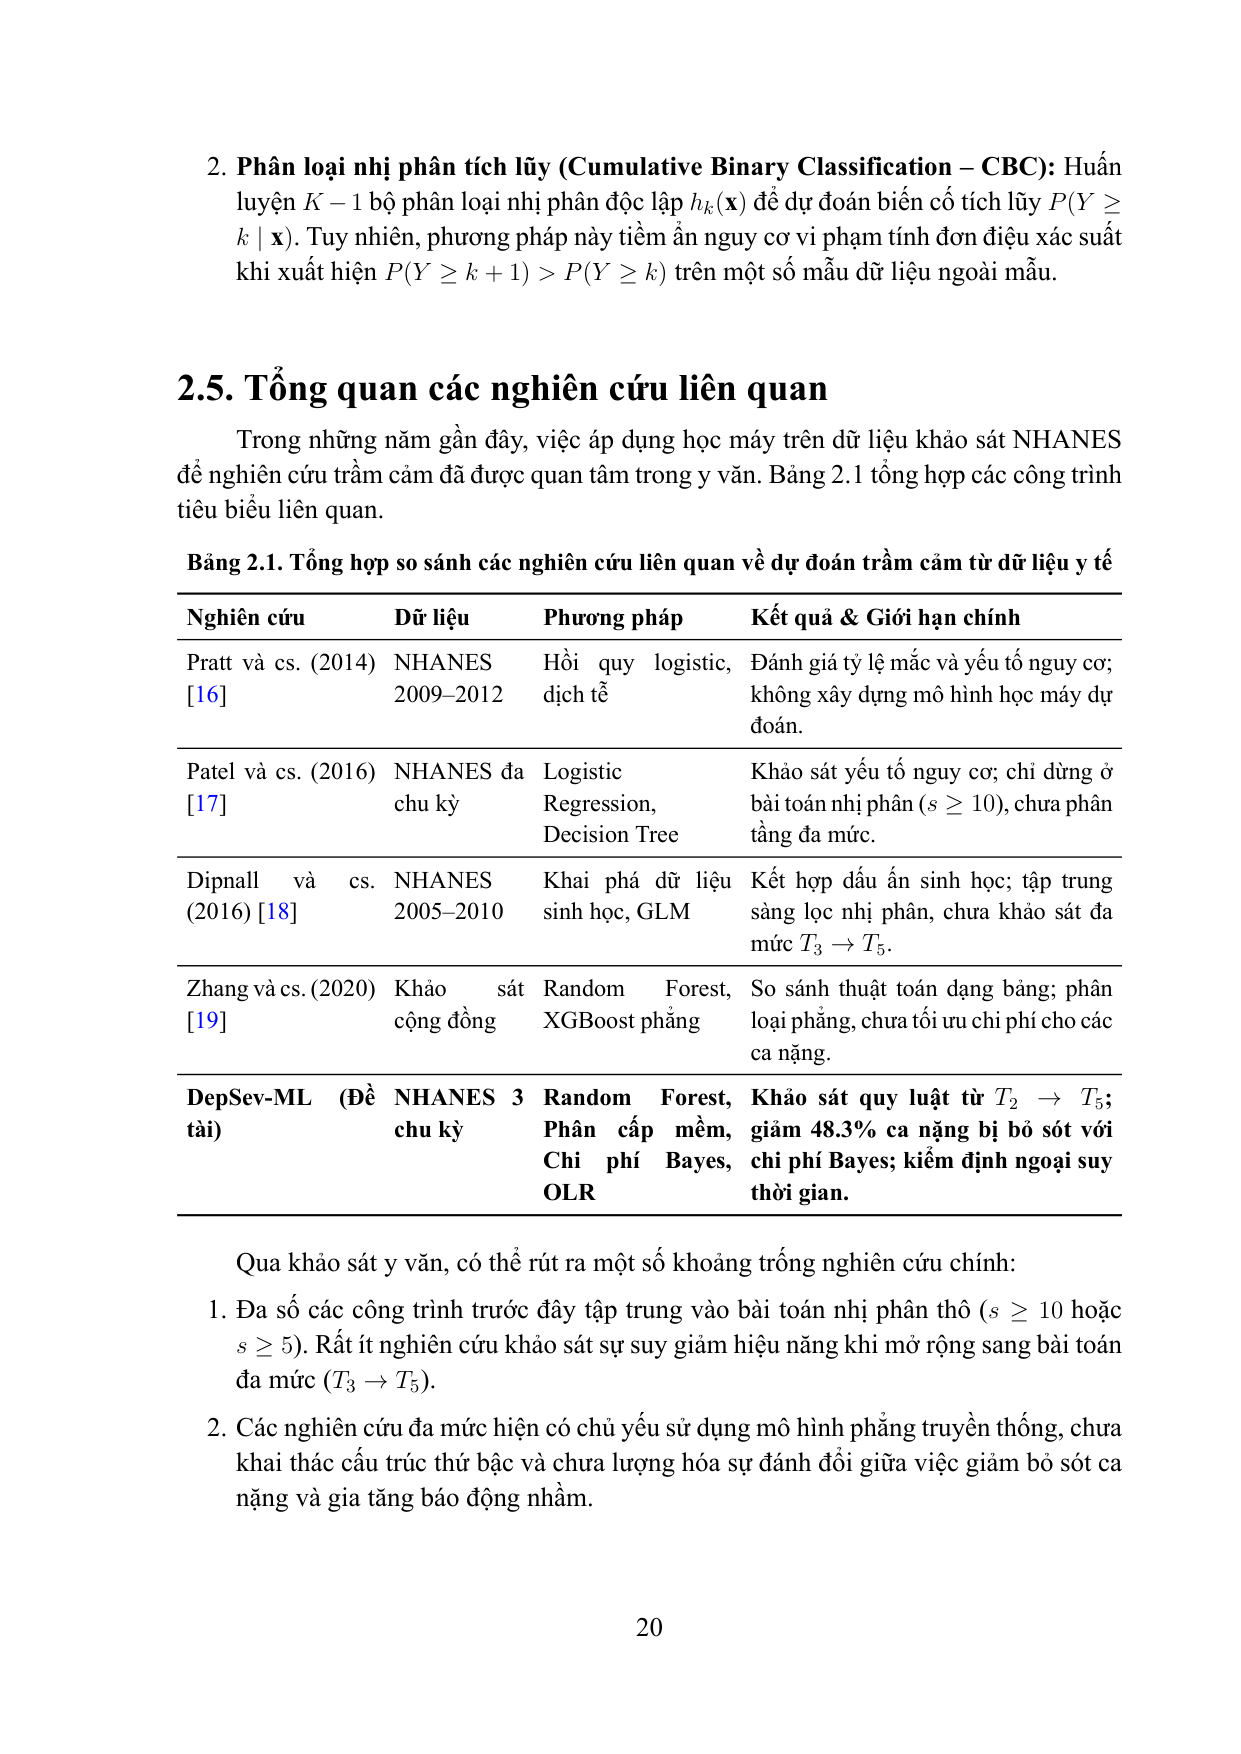 2. Phân loại nhị phân tích lũy (Cumulative Binary Classification – CBC): Huấn
luyện K − 1 bộ phân loại nhị phân độc lập hₖ(x) để dự đoán biến cố tích lũy P(Y ≥
k | x). Tuy nhiên, phương pháp này tiềm ẩn nguy cơ vi phạm tính đơn điệu xác suất
khi xuất hiện P(Y ≥ k + 1) > P(Y ≥ k) trên một số mẫu dữ liệu ngoài mẫu.
2.5. Tổng quan các nghiên cứu liên quan
Trong những năm gần đây, việc áp dụng học máy trên dữ liệu khảo sát NHANES
để nghiên cứu trầm cảm đã được quan tâm trong y văn. Bảng 2.1 tổng hợp các công trình
tiêu biểu liên quan.
Bảng 2.1. Tổng hợp so sánh các nghiên cứu liên quan về dự đoán trầm cảm từ dữ liệu y tế
Nghiên cứu Dữ liệu Phương pháp Kết quả & Giới hạn chính
Pratt và cs. (2014) NHANES Hồi quy logistic, Đánh giá tỷ lệ mắc và yếu tố nguy cơ;
[16] 2009–2012 dịch tễ không xây dựng mô hình học máy dự
đoán.
Patel và cs. (2016) NHANES đa Logistic Khảo sát yếu tố nguy cơ; chỉ dừng ở
[17] chu kỳ Regression, bài toán nhị phân (s ≥ 10), chưa phân
Decision Tree tầng đa mức.
Dipnall và cs. NHANES Khai phá dữ liệu Kết hợp dấu ấn sinh học; tập trung
(2016) [18] 2005–2010 sinh học, GLM sàng lọc nhị phân, chưa khảo sát đa
mức T₃ → T₅.
Zhang và cs. (2020) Khảo sát Random Forest, So sánh thuật toán dạng bảng; phân
[19] cộng đồng XGBoost phẳng loại phẳng, chưa tối ưu chi phí cho các
ca nặng.
DepSev-ML (Đề NHANES 3 Random Forest, Khảo sát quy luật từ T₂ → T₅;
tài) chu kỳ Phân cấp mềm, giảm 48.3% ca nặng bị bỏ sót với
Chi phí Bayes, chi phí Bayes; kiểm định ngoại suy
OLR thời gian.
Qua khảo sát y văn, có thể rút ra một số khoảng trống nghiên cứu chính:
1. Đa số các công trình trước đây tập trung vào bài toán nhị phân thô (s ≥ 10 hoặc
s ≥ 5). Rất ít nghiên cứu khảo sát sự suy giảm hiệu năng khi mở rộng sang bài toán
đa mức (T₃ → T₅).
2. Các nghiên cứu đa mức hiện có chủ yếu sử dụng mô hình phẳng truyền thống, chưa
khai thác cấu trúc thứ bậc và chưa lượng hóa sự đánh đổi giữa việc giảm bỏ sót ca
nặng và gia tăng báo động nhầm.
20